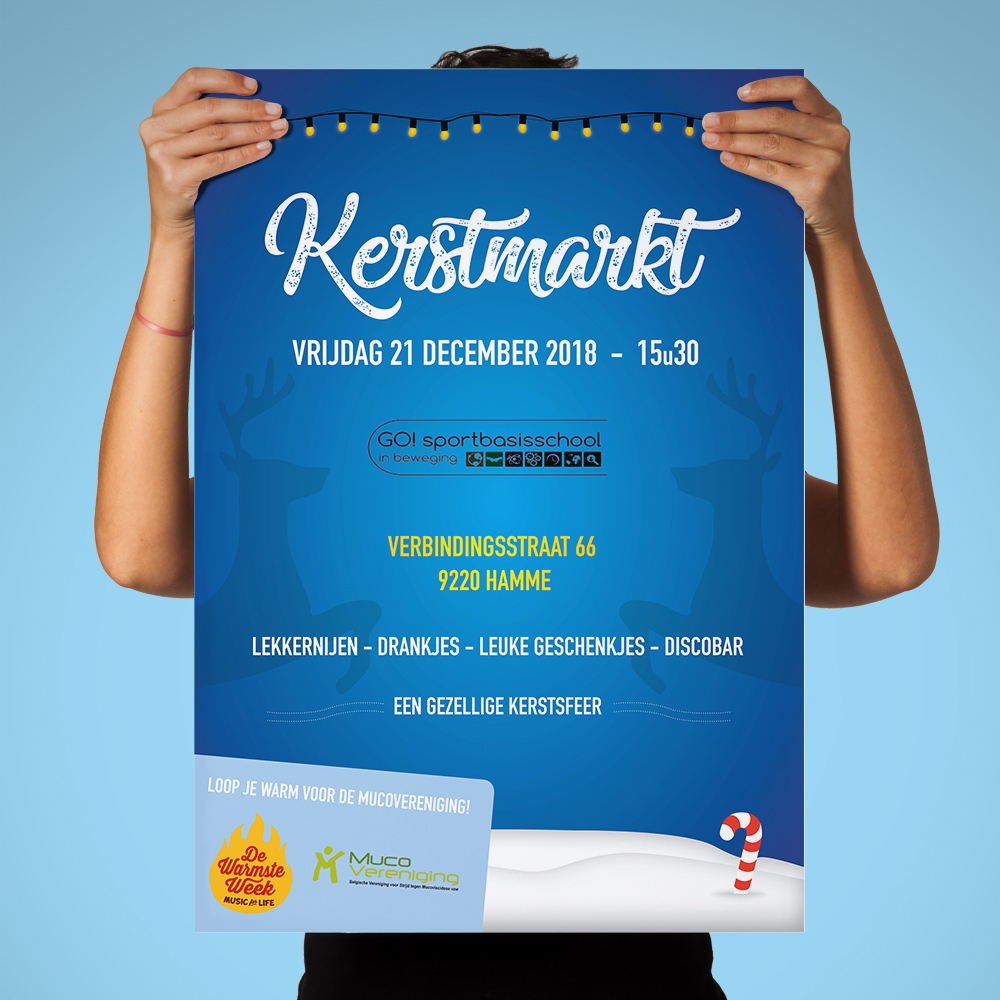 Kerstmarkt
VRIJDAG 21 DECEMBER 2018 - 15u30
GO! sportbasisschool
in beweging
VERBINDINGSSTRAAT 66
9220 HAMME
LEKKERNIJEN - DRANKJES - LEUKE GESCHENKJES - DISCOBAR
EEN GEZELLIGE KERSTSFEER
LOOP JE WARM VOOR DE MUCOVERENIGING!
De
Warmste
Week
MUSIC for LIFE
Muco
Vereniging
Belgische Vereniging voor Strijd tegen Mucoviscidose vzw